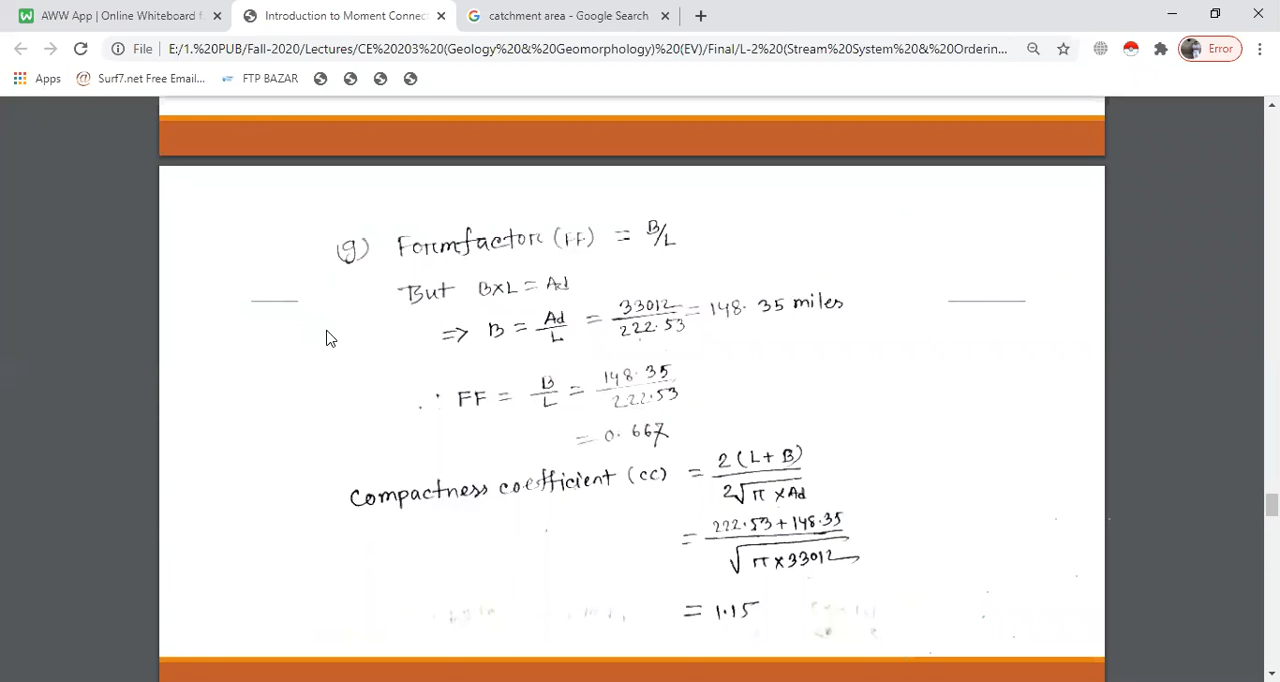 AWW App | Online Whiteboard f
Introduction to Moment Connec
catchment area - Google Search
File
E:/1.%20PUB/Fall-2020/Lectures/CE%20203%20(Geology%20&%20Geomorphology)%20(EV)/Final/L-2%20(Stream%20System%20&%20Orderin...
Error
Apps
Surf7.net Free Email...
FTP BAZAR
(g) Formfactor (FF) = B/L
But B×L = Ad
=> B = Ad/L = 33012/222.53 = 148.35 miles
∴ FF = B/L = 148.35/222.53
= 0.667
Compactness coefficient (cc) = 2(L+B)/2√π×Ad
= 222.53+148.35/√π×33012
= 1.15